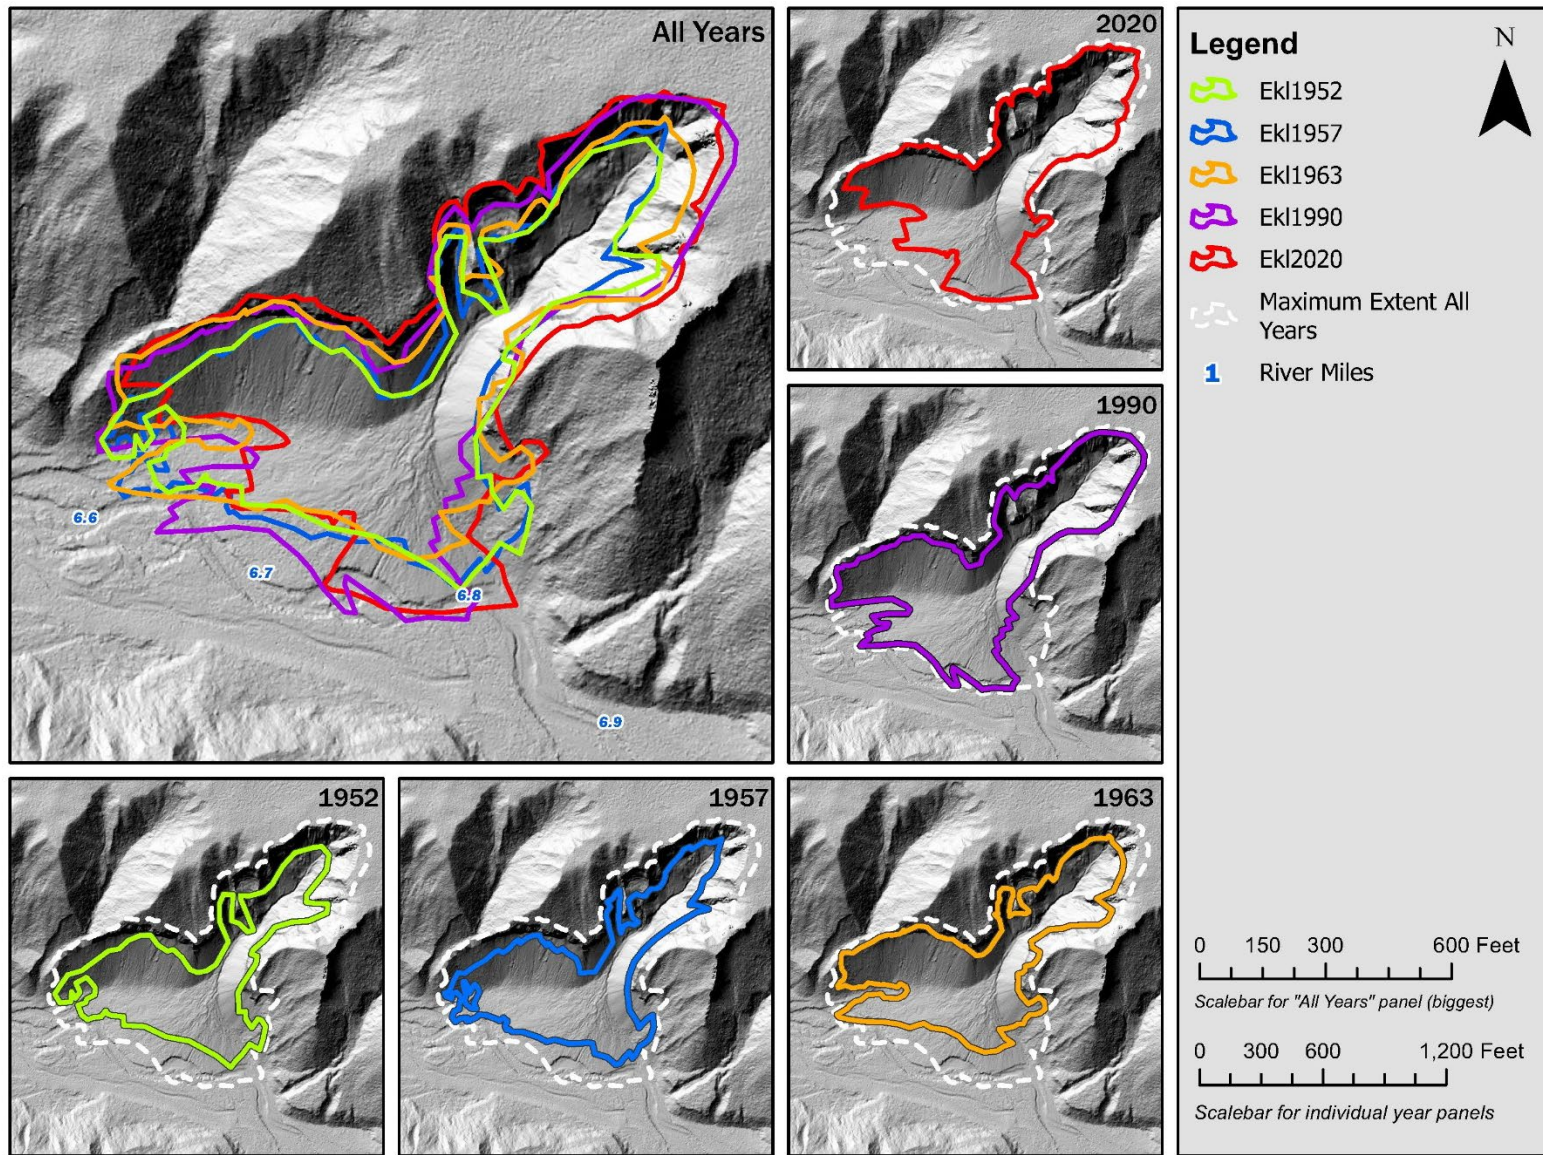 All Years
6.6
6.7
6.8
6.9
2020
1990
1952
1957
1963
Legend
N
Ekl1952
Ekl1957
Ekl1963
Ekl1990
Ekl2020
Maximum Extent All
Years
1 River Miles
0 150 300 600 Feet
Scalebar for "All Years" panel (biggest)
0 300 600 1,200 Feet
Scalebar for individual year panels